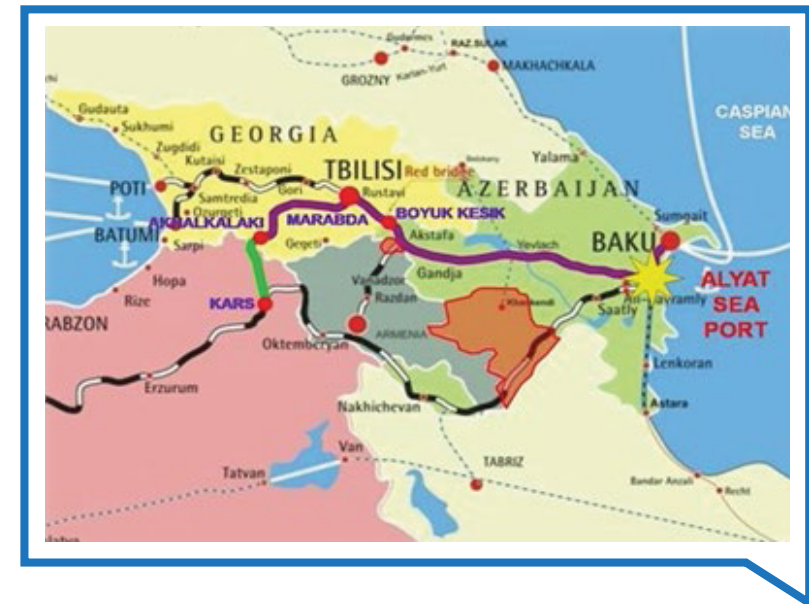 Gudermes
RAZ.SULAK
GROZNY
Karlan-Yurt
MAKHACHKALA
CASPIAN
SEA
Gudauta
Sukhumi
GEORGIA
Zugdidi
Kutaisi
Zestaponi
TBILISI
Red bridge
Yalama
AZERBAIJAN
POTI
Samtredia
Gori
Rustavi
Ozurgeti
AKHALKALAKI
MARABDA
BOYUK KESIK
Sumgait
BATUMI
Sarpi
Akstafa
Yevlach
BAKU
Hopa
Gandja
Vanadzor
ALYAT
SEA
PORT
Rize
KARS
Razdan
Saatly
RABZON
Oktemberyan
ARMENIA
Erzurum
Lenkoran
Nakhichevan
Astara
Van
Tatvan
TABRIZ
Bandar Anzali
Recht